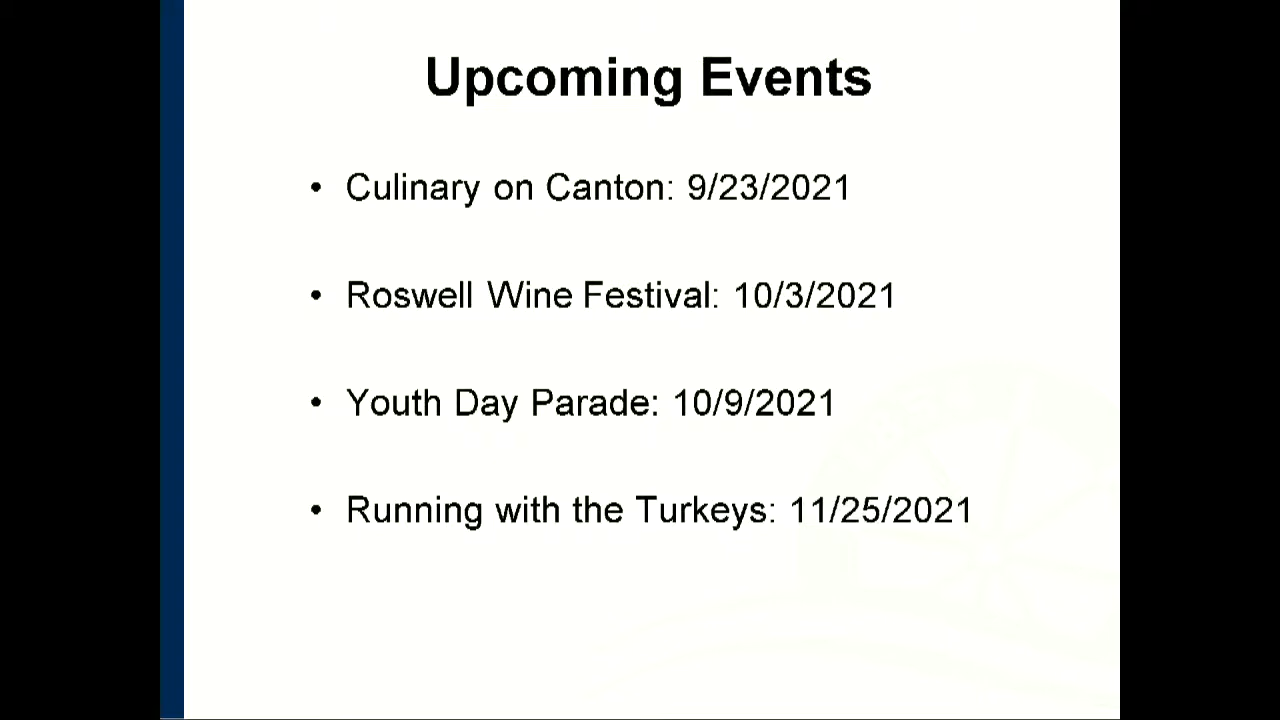 Upcoming Events
• Culinary on Canton: 9/23/2021
• Roswell Wine Festival: 10/3/2021
• Youth Day Parade: 10/9/2021
• Running with the Turkeys: 11/25/2021